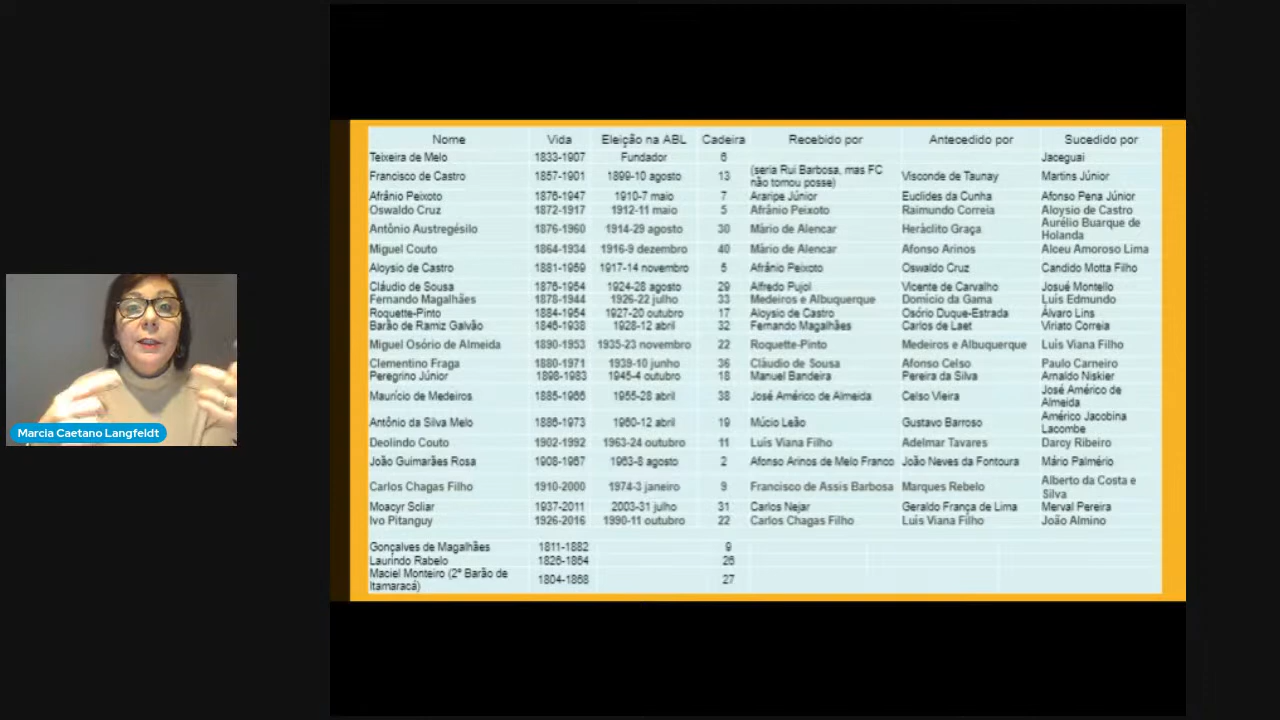 Nome Vida Eleição na ABL Cadeira Recebido por Antecedido por Sucedido por
Teixeira de Melo 1833-1907 Fundador 6 Jaceguai
Francisco de Castro 1857-1901 1899-10 agosto 13 (seria Rui Barbosa, mas FC não tomou posse) Visconde de Taunay Martins Júnior
Afrânio Peixoto 1876-1947 1910-7 maio 7 Araripe Júnior Euclides da Cunha Afonso Pena Júnior
Oswaldo Cruz 1872-1917 1912-11 maio 5 Afrânio Peixoto Raimundo Correia Aloysio de Castro
Antônio Austregésilo 1876-1960 1914-29 agosto 30 Mário de Alencar Heráclito Graça Aurélio Buarque de Holanda
Miguel Couto 1864-1934 1916-9 dezembro 40 Mário de Alencar Afonso Arinos Alceu Amoroso Lima
Aloysio de Castro 1881-1959 1917-14 novembro 5 Afrânio Peixoto Oswaldo Cruz Candido Motta Filho
Cláudio de Sousa 1876-1954 1924-28 agosto 29 Alfredo Pujol Vicente de Carvalho Josué Montello
Fernando Magalhães 1878-1944 1926-22 julho 33 Medeiros e Albuquerque Domício da Gama Luís Edmundo
Roquette-Pinto 1884-1954 1927-20 outubro 17 Aloysio de Castro Osório Duque-Estrada Álvaro Lins
Barão de Ramiz Galvão 1846-1938 1928-12 abril 32 Fernando Magalhães Carlos de Laet Viriato Correia
Miguel Osório de Almeida 1890-1953 1935-23 novembro 22 Roquette-Pinto Medeiros e Albuquerque Luís Viana Filho
Clementino Fraga 1880-1971 1939-10 junho 36 Cláudio de Sousa Afonso Celso Paulo Carneiro
Peregrino Júnior 1898-1983 1945-4 outubro 18 Manuel Bandeira Pereira da Silva Arnaldo Niskier
Maurício de Medeiros 1885-1966 1955-28 abril 38 José Américo de Almeida Celso Vieira José Américo de Almeida
Antônio da Silva Melo 1886-1973 1960-12 abril 19 Múcio Leão Gustavo Barroso Américo Jacobina Lacombe
Deolindo Couto 1902-1992 1963-24 outubro 11 Luís Viana Filho Adelmar Tavares Darcy Ribeiro
João Guimarães Rosa 1908-1967 1963-8 agosto 2 Afonso Arinos de Melo Franco João Neves da Fontoura Mário Palmério
Carlos Chagas Filho 1910-2000 1974-3 janeiro 9 Francisco de Assis Barbosa Marques Rebelo Alberto da Costa e Silva
Moacyr Scliar 1937-2011 2003-31 julho 31 Carlos Nejar Geraldo França de Lima Merval Pereira
Ivo Pitanguy 1926-2016 1990-11 outubro 22 Carlos Chagas Filho Luís Viana Filho João Almino
Gonçalves de Magalhães 1811-1882 9
Laurindo Rabelo 1826-1864 26
Maciel Monteiro (2º Barão de Itamaracá) 1804-1868 27
Marcia Caetano Langfeldt